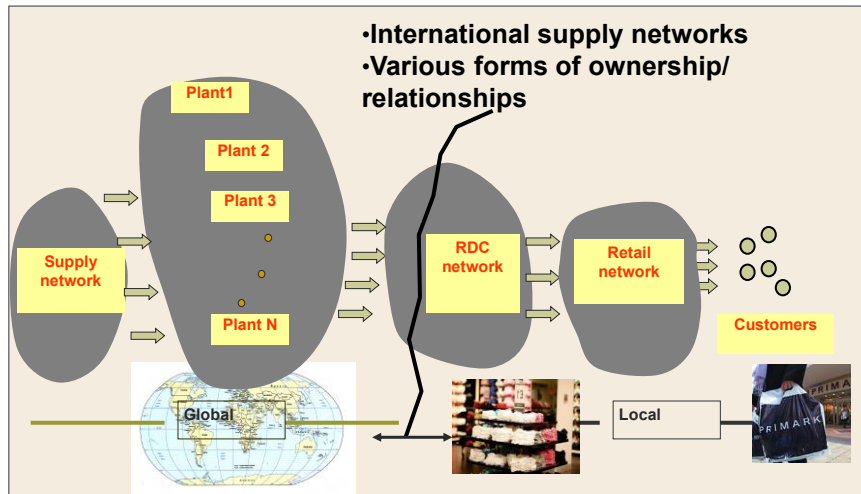 •International supply networks
•Various forms of ownership/
relationships
Plant1
Plant 2
Plant 3
Plant N
Supply
network
RDC
network
Retail
network
Customers
Global
Local
PRIMARK
PRIMARK